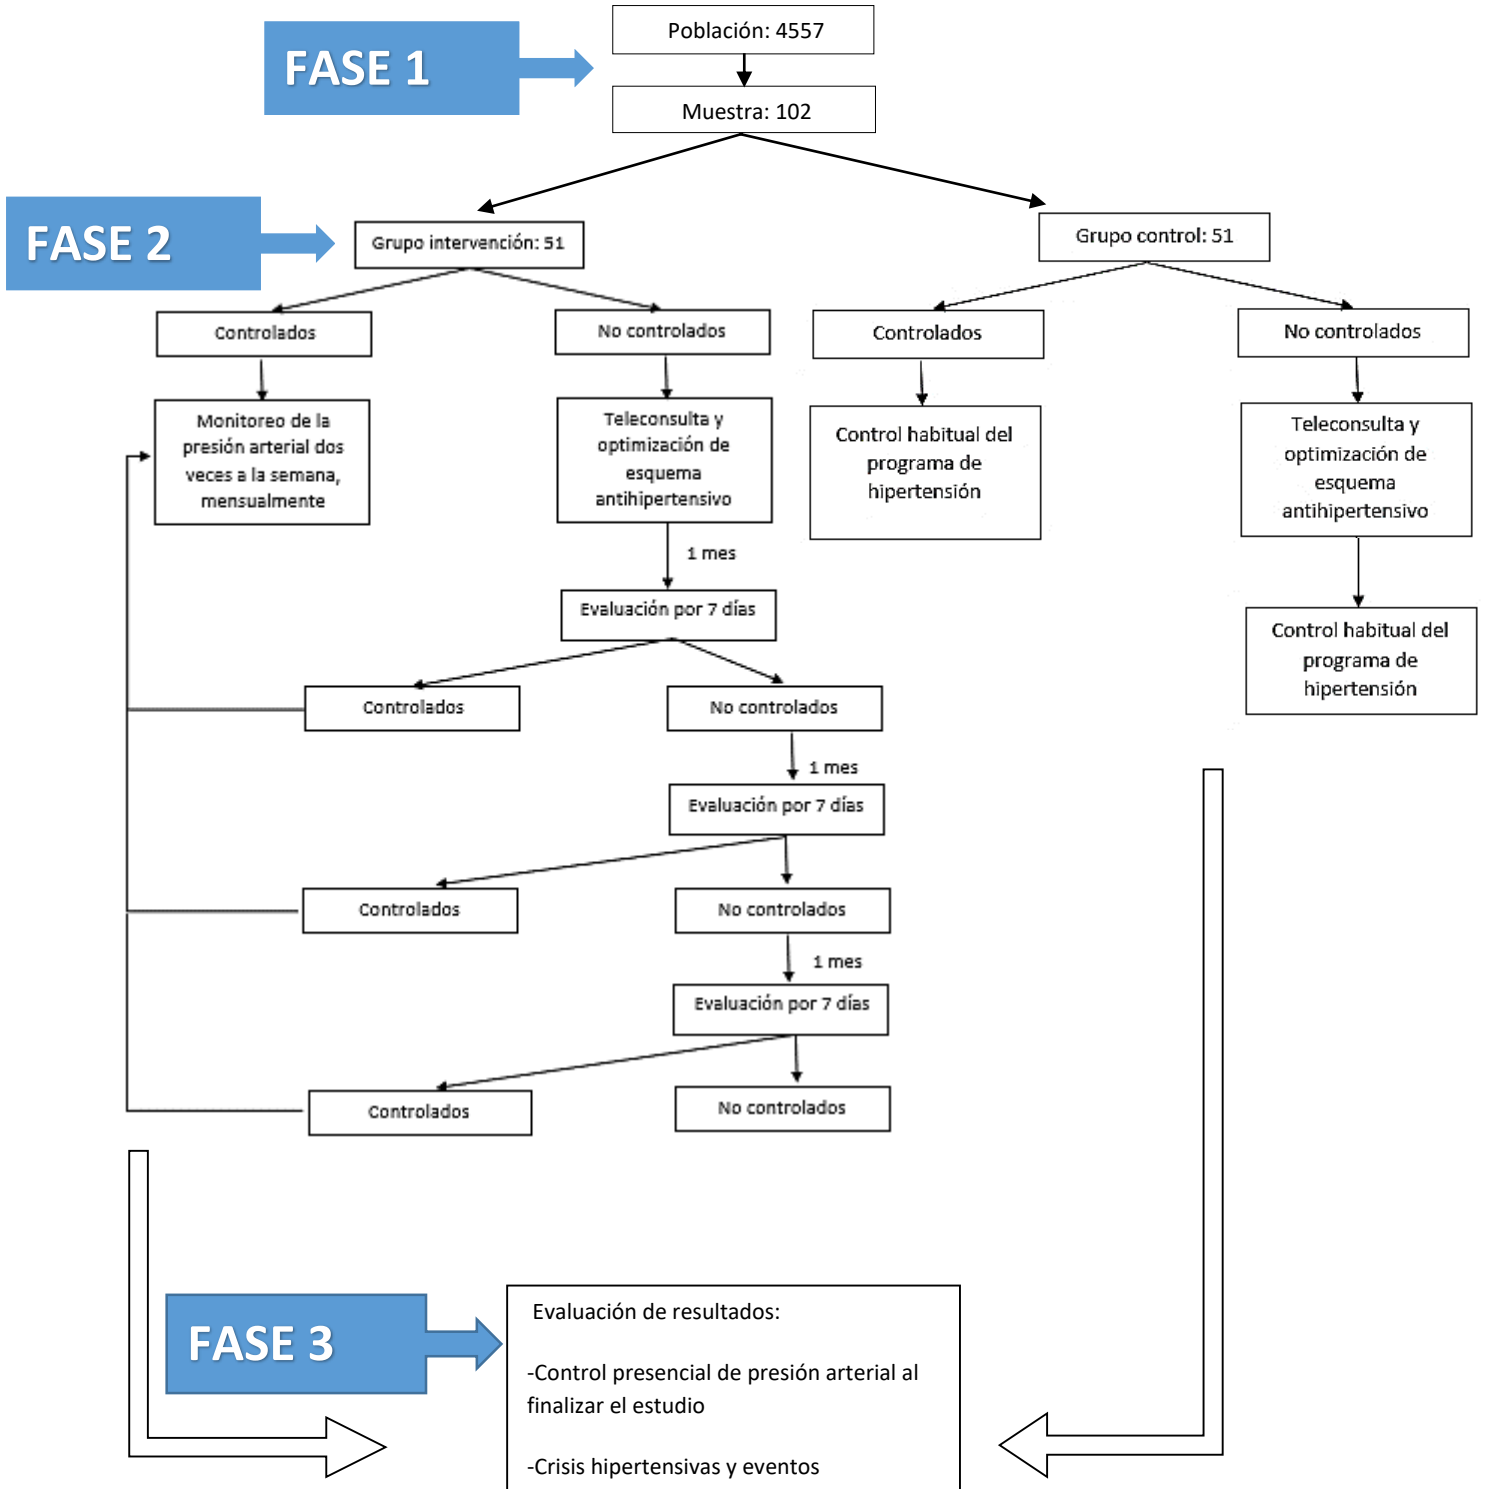 Población: 4557
FASE 1
Muestra: 102
FASE 2
Grupo intervención: 51
Grupo control: 51
Controlados
No controlados
Controlados
No controlados
Monitoreo de la
presión arterial dos
veces a la semana,
mensualmente
Teleconsulta y
optimización de
esquema
antihipertensivo
Control habitual del
programa de
hipertensión
Teleconsulta y
optimización de
esquema
antihipertensivo
1 mes
Evaluación por 7 días
Control habitual del
programa de
hipertensión
Controlados
No controlados
1 mes
Evaluación por 7 días
Controlados
No controlados
1 mes
Evaluación por 7 días
Controlados
No controlados
FASE 3
Evaluación de resultados:
-Control presencial de presión arterial al
finalizar el estudio
-Crisis hipertensivas y eventos